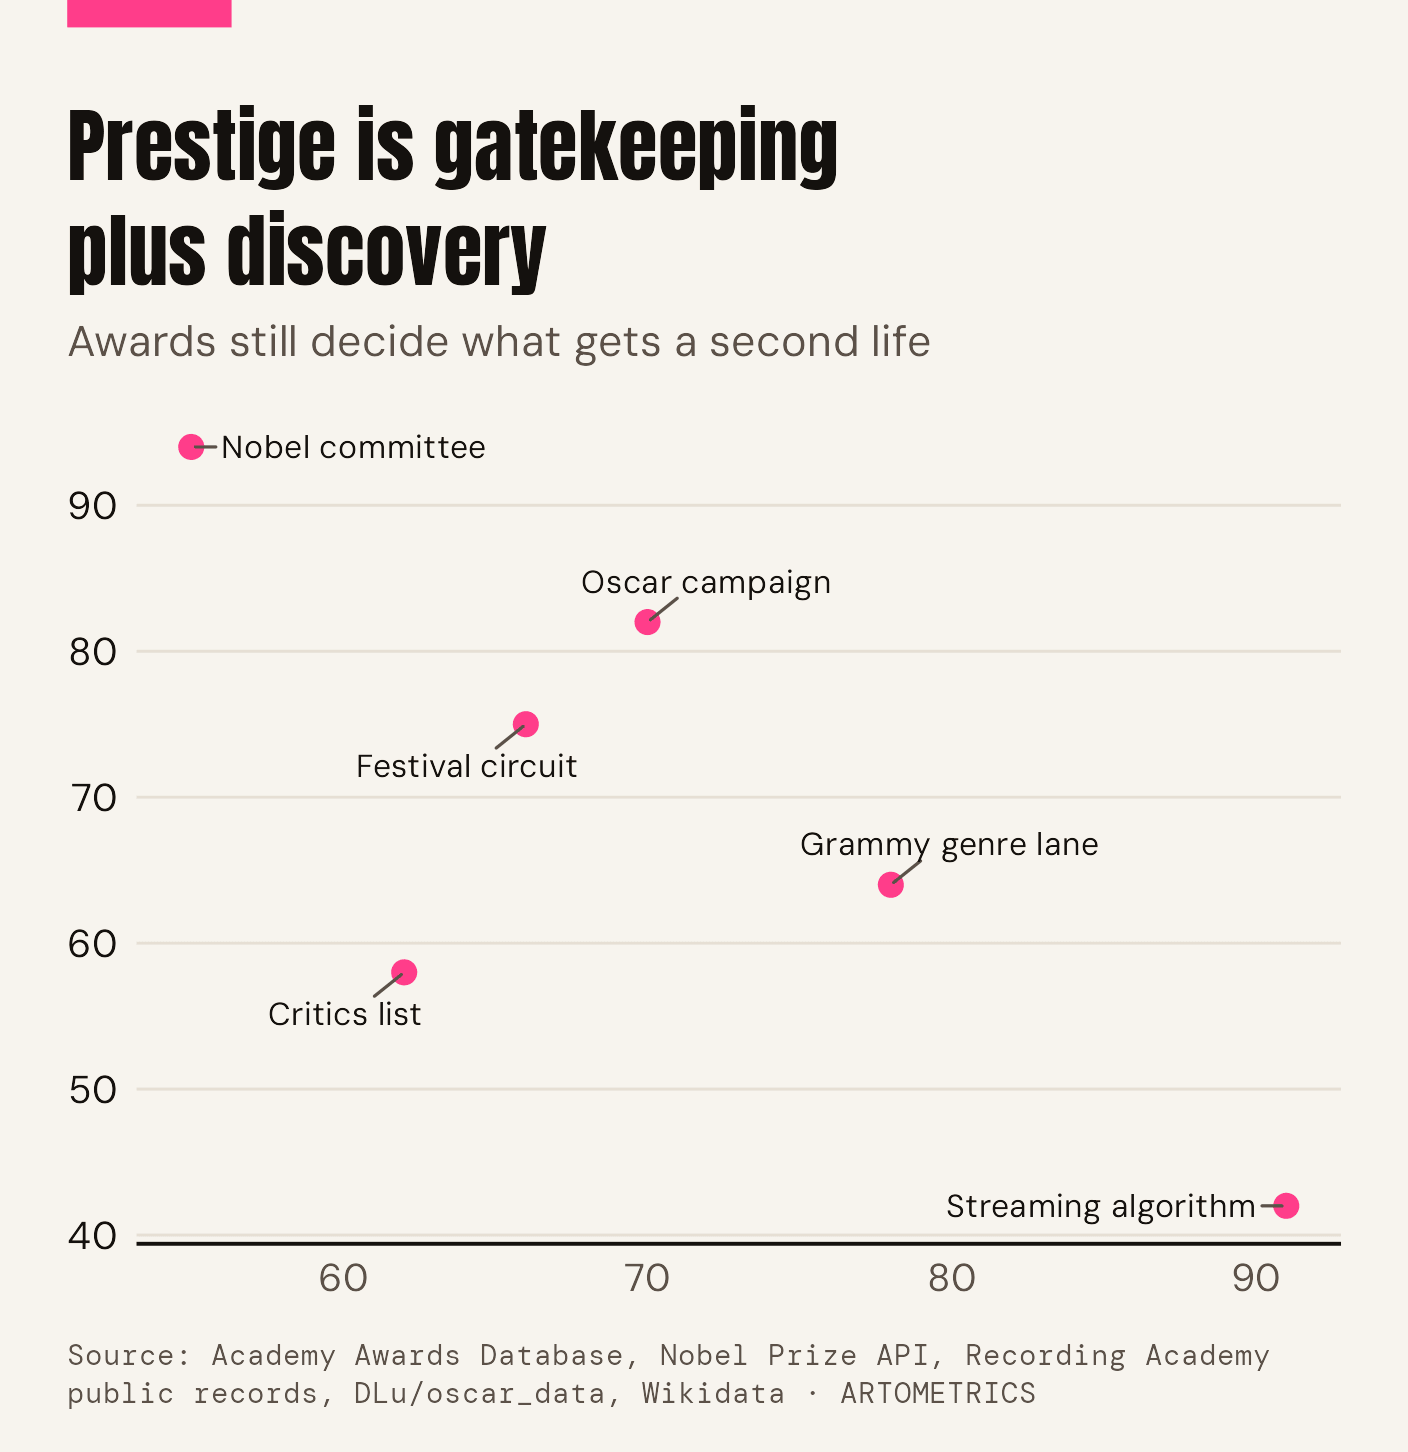 Prestige is gatekeeping
plus discovery
Awards still decide what gets a second life
Nobel committee
90
Oscar campaign
80
Festival circuit
70
Grammy genre lane
60
Critics list
50
Streaming algorithm
40
60 70 80 90
Source: Academy Awards Database, Nobel Prize API, Recording Academy
public records, DLu/oscar_data, Wikidata · ARTOMETRICS